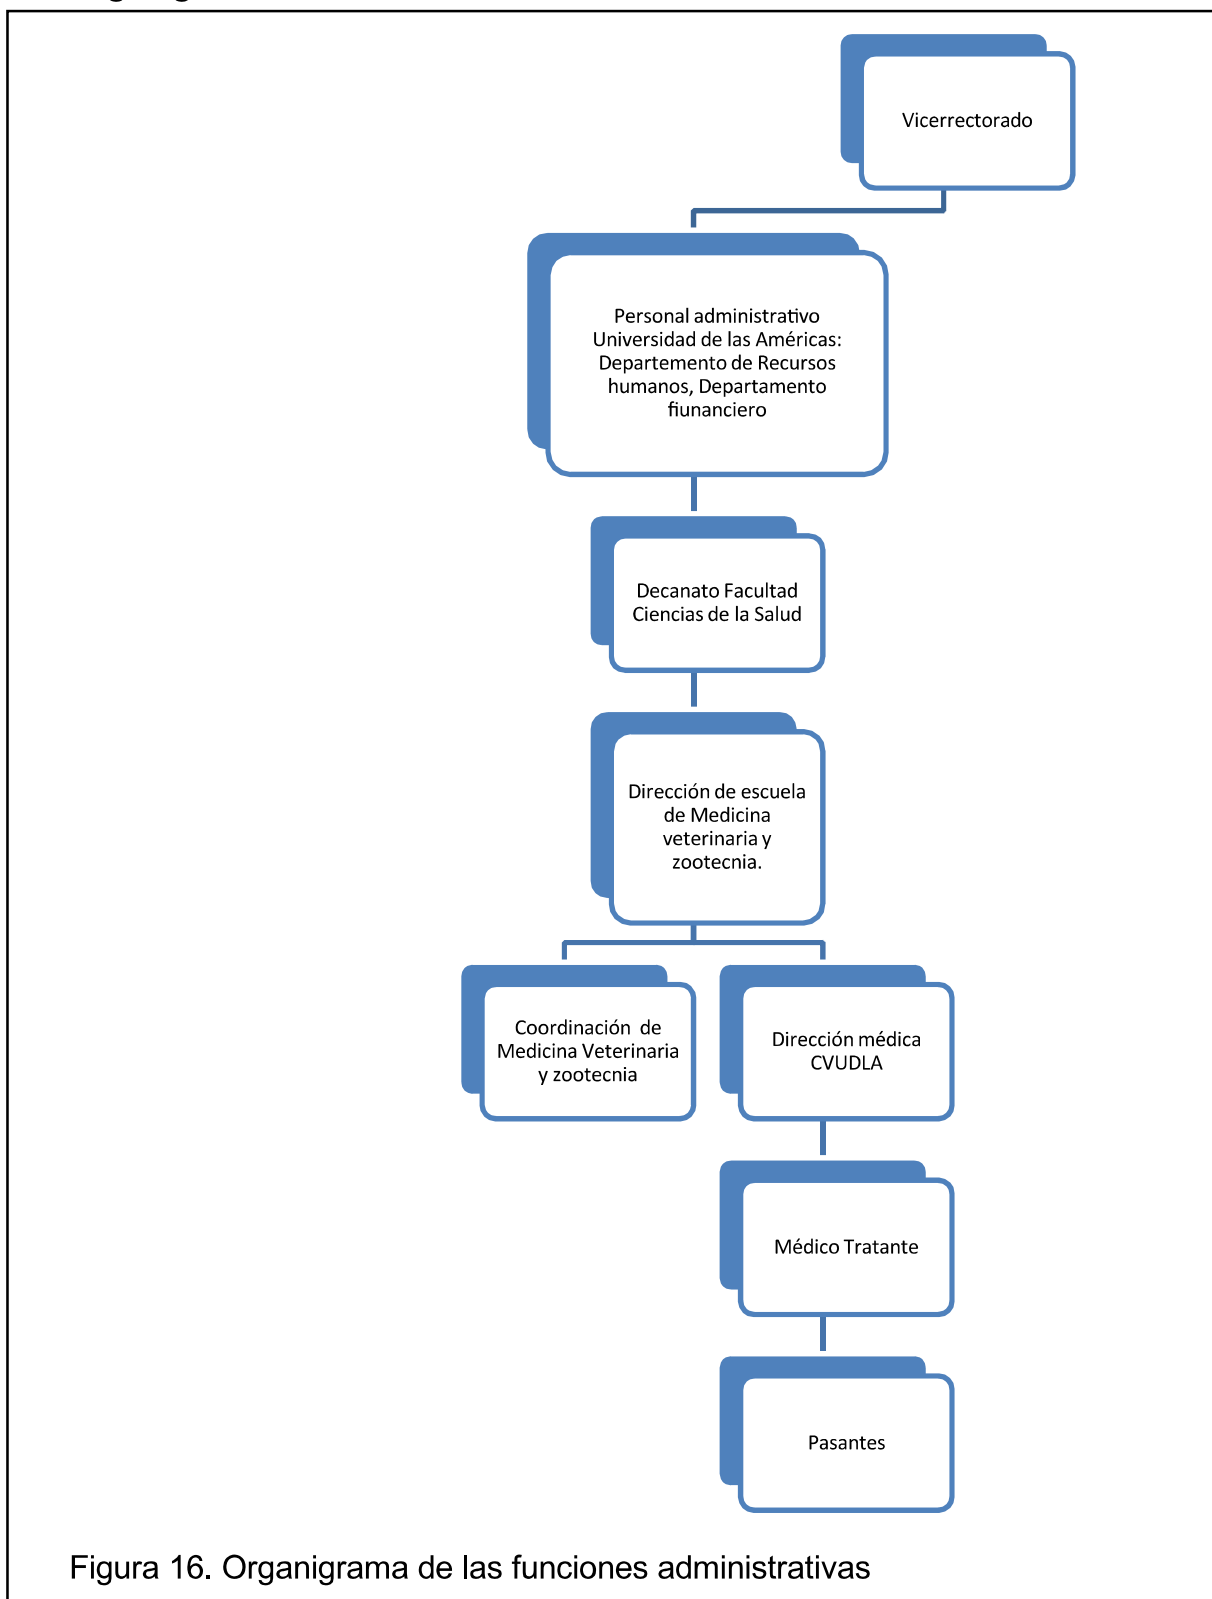 Vicerrectorado
Personal administrativo
Universidad de las Américas:
Departemento de Recursos
humanos, Departamento
fiunanciero
Decanato Facultad
Ciencias de la Salud
Dirección de escuela
de Medicina
veterinaria y
zootecnia.
Coordinación de
Medicina Veterinaria
y zootecnia
Dirección médica
CVUDLA
Médico Tratante
Pasantes
Figura 16. Organigrama de las funciones administrativas